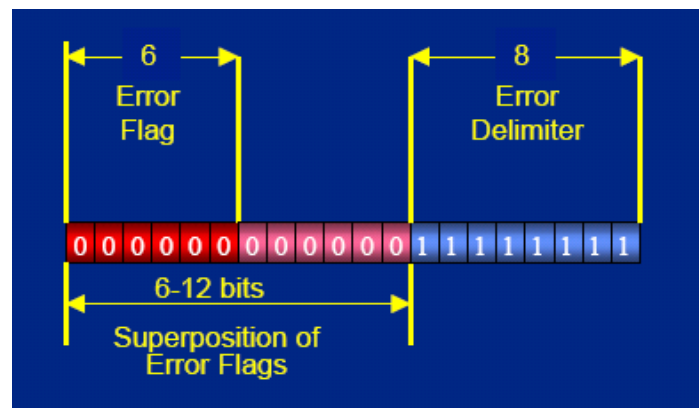 6
8
Error
Flag
Error
Delimiter
0 0 0 0 0 0 0 0 0 0 0 0 1 1 1 1 1 1 1 1
6-12 bits
Superposition of
Error Flags